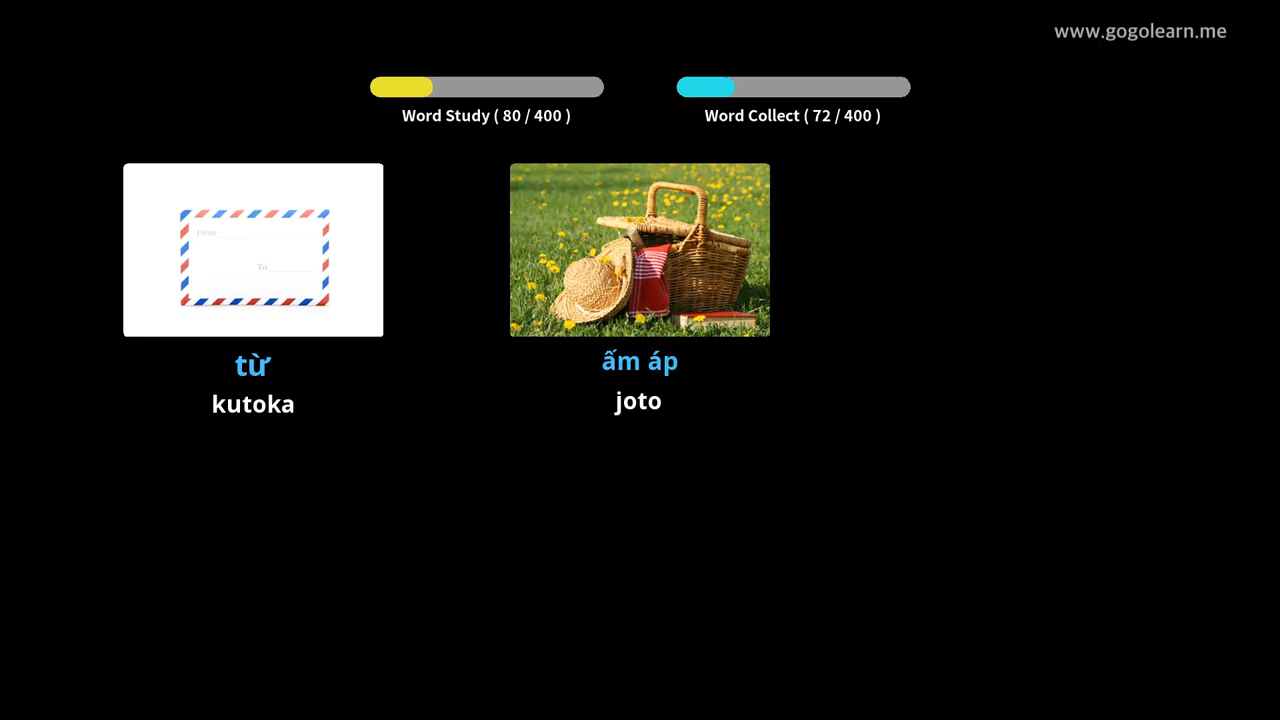 www.gogolearn.me
Word Study ( 80 / 400 )
Word Collect ( 72 / 400 )
From
To
từ
kutoka
ấm áp
joto